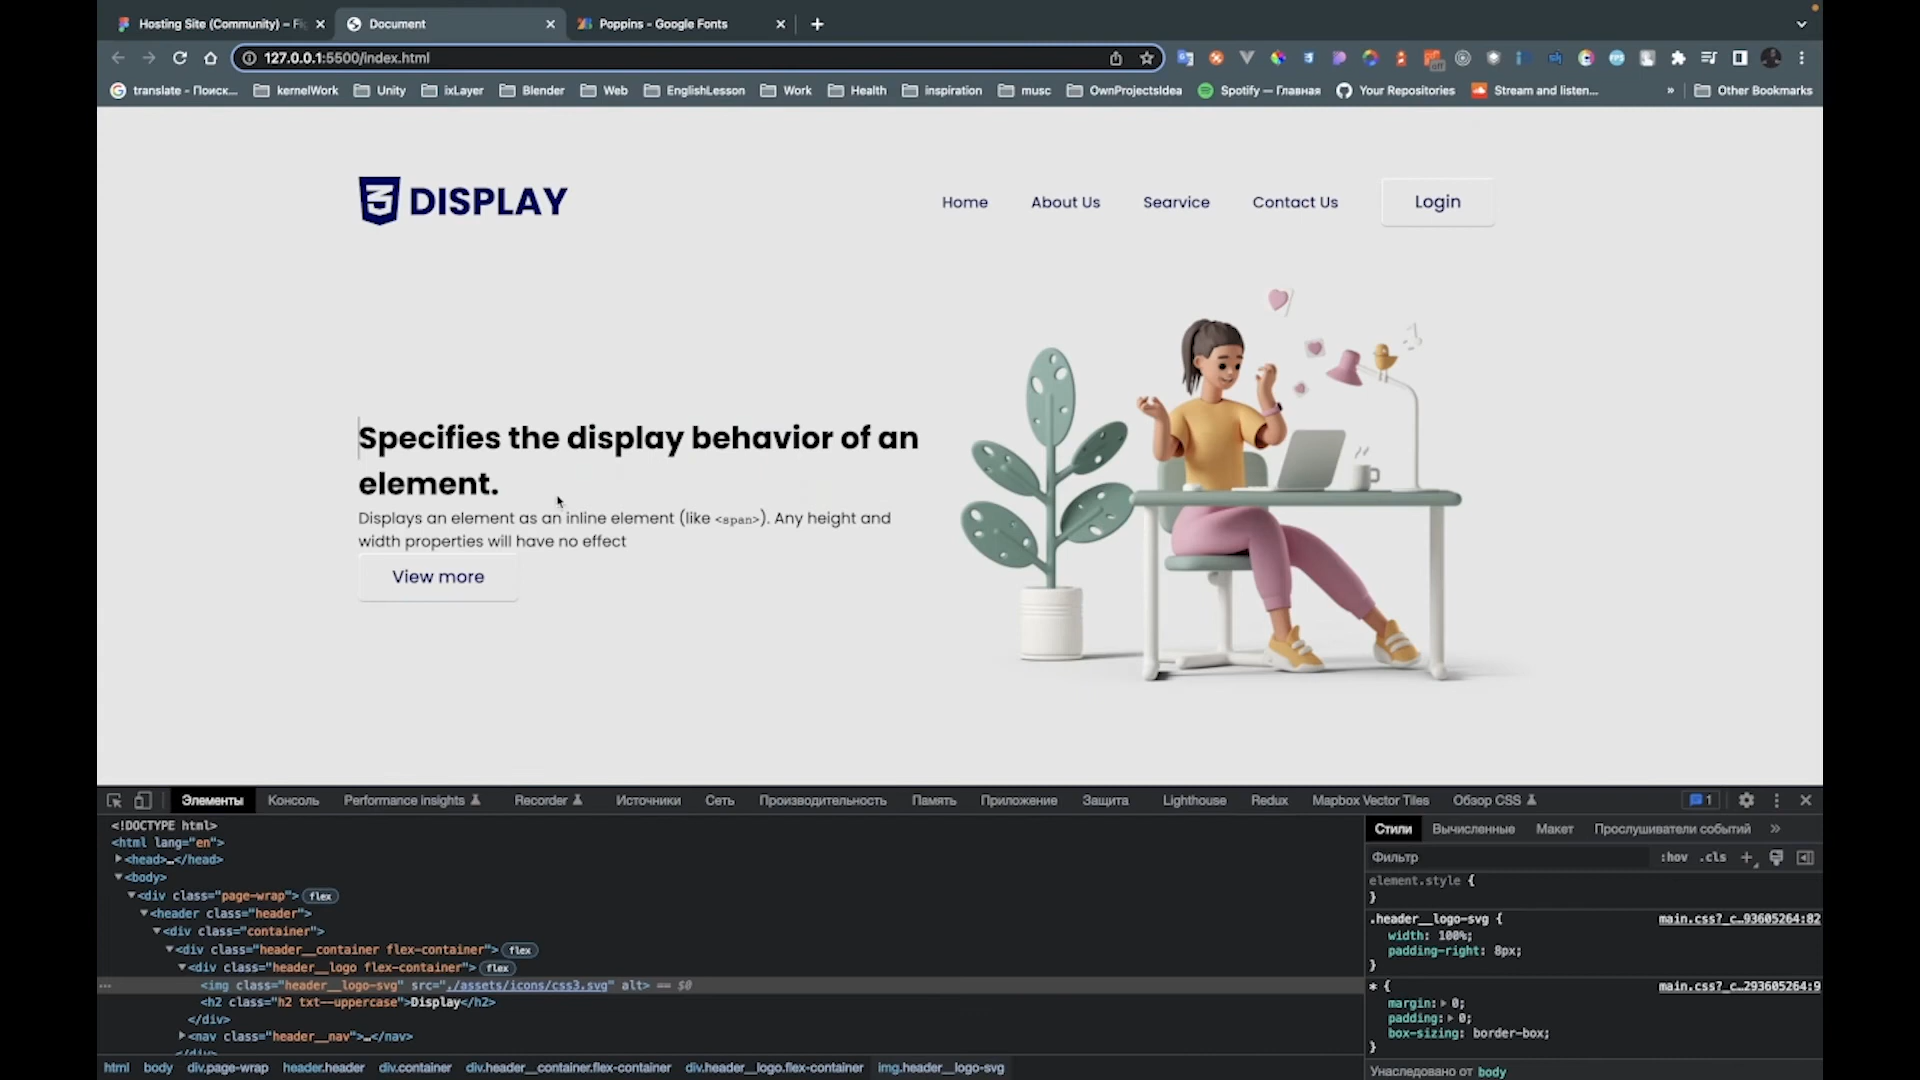 Hosting Site (Community) – Fi
Document
Poppins - Google Fonts
127.0.0.1:5500/index.html
translate - Поиск...
kernelWork
Unity
ixLayer
Blender
Web
EnglishLesson
Work
Health
inspiration
musc
OwnProjectsIdea
Spotify — Главная
Your Repositories
Stream and listen...
»
Other Bookmarks
DISPLAY
Home
About Us
Searvice
Contact Us
Login
Specifies the display behavior of an
element.
Displays an element as an inline element (like <span>). Any height and
width properties will have no effect
View more
Элементы
Консоль
Performance insights
Recorder
Источники
Сеть
Производительность
Память
Приложение
Защита
Lighthouse
Redux
Mapbox Vector Tiles
Обзор CSS
1
<!DOCTYPE html>
<html lang="en">
<head>…</head>
<body>
<div class="page-wrap"> flex
<header class="header">
<div class="container">
<div class="header__container flex-container"> flex
<div class="header__logo flex-container"> flex
<img class="header__logo-svg" src="./assets/icons/css3.svg" alt> == $0
<h2 class="h2 txt--uppercase">Display</h2>
</div>
<nav class="header__nav">…</nav>
</div>
html
body
div.page-wrap
header.header
div.container
div.header__container.flex-container
div.header__logo.flex-container
img.header__logo-svg
Стили
Вычисленные
Макет
Прослушиватели событий
»
Фильтр
:hov
.cls
element.style {
}
.header__logo-svg {
main.css?_c…93605264:82
width: 100%;
padding-right: 8px;
}
* {
main.css?_c…293605264:9
margin: 0;
padding: 0;
box-sizing: border-box;
}
Унаследовано от body